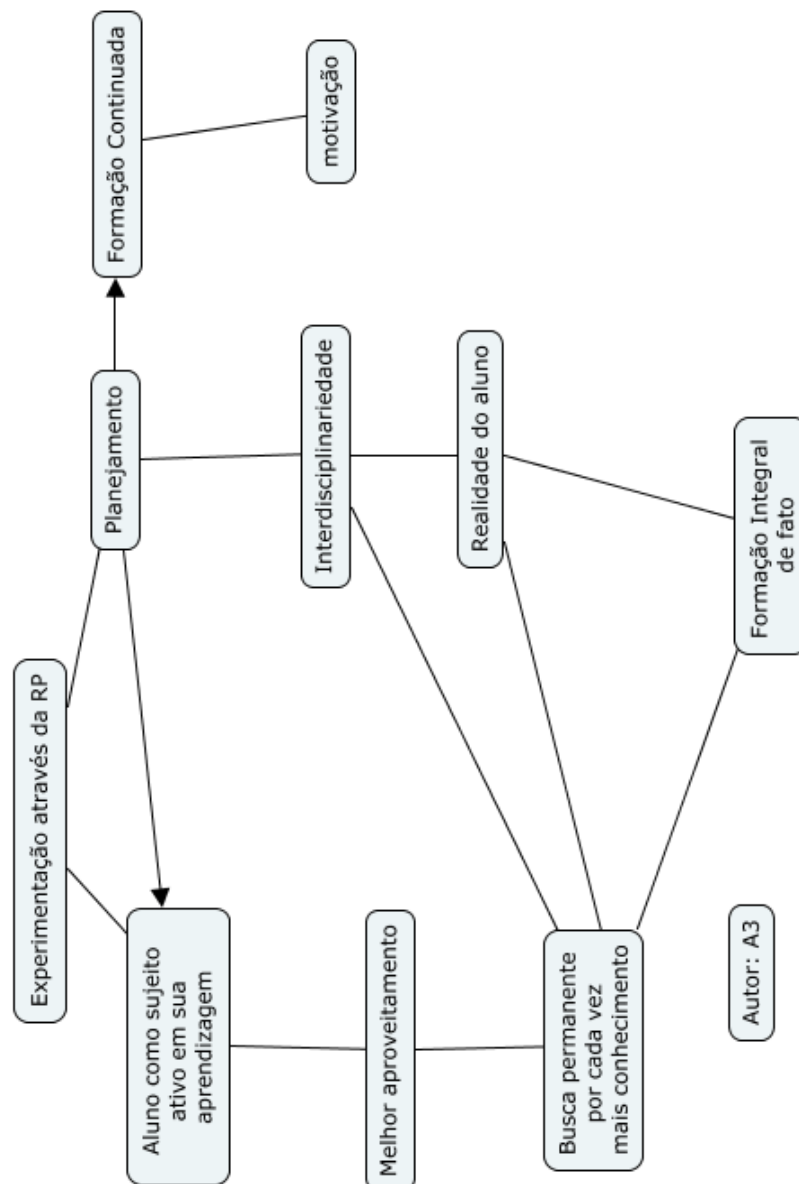 Experimentação através da RP
Planejamento
Formação Continuada
motivação
Aluno como sujeito
ativo em sua
aprendizagem
Interdisciplinariedade
Melhor aproveitamento
Realidade do aluno
Busca permanente
por cada vez
mais conhecimento
Formação Integral
de fato
Autor: A3